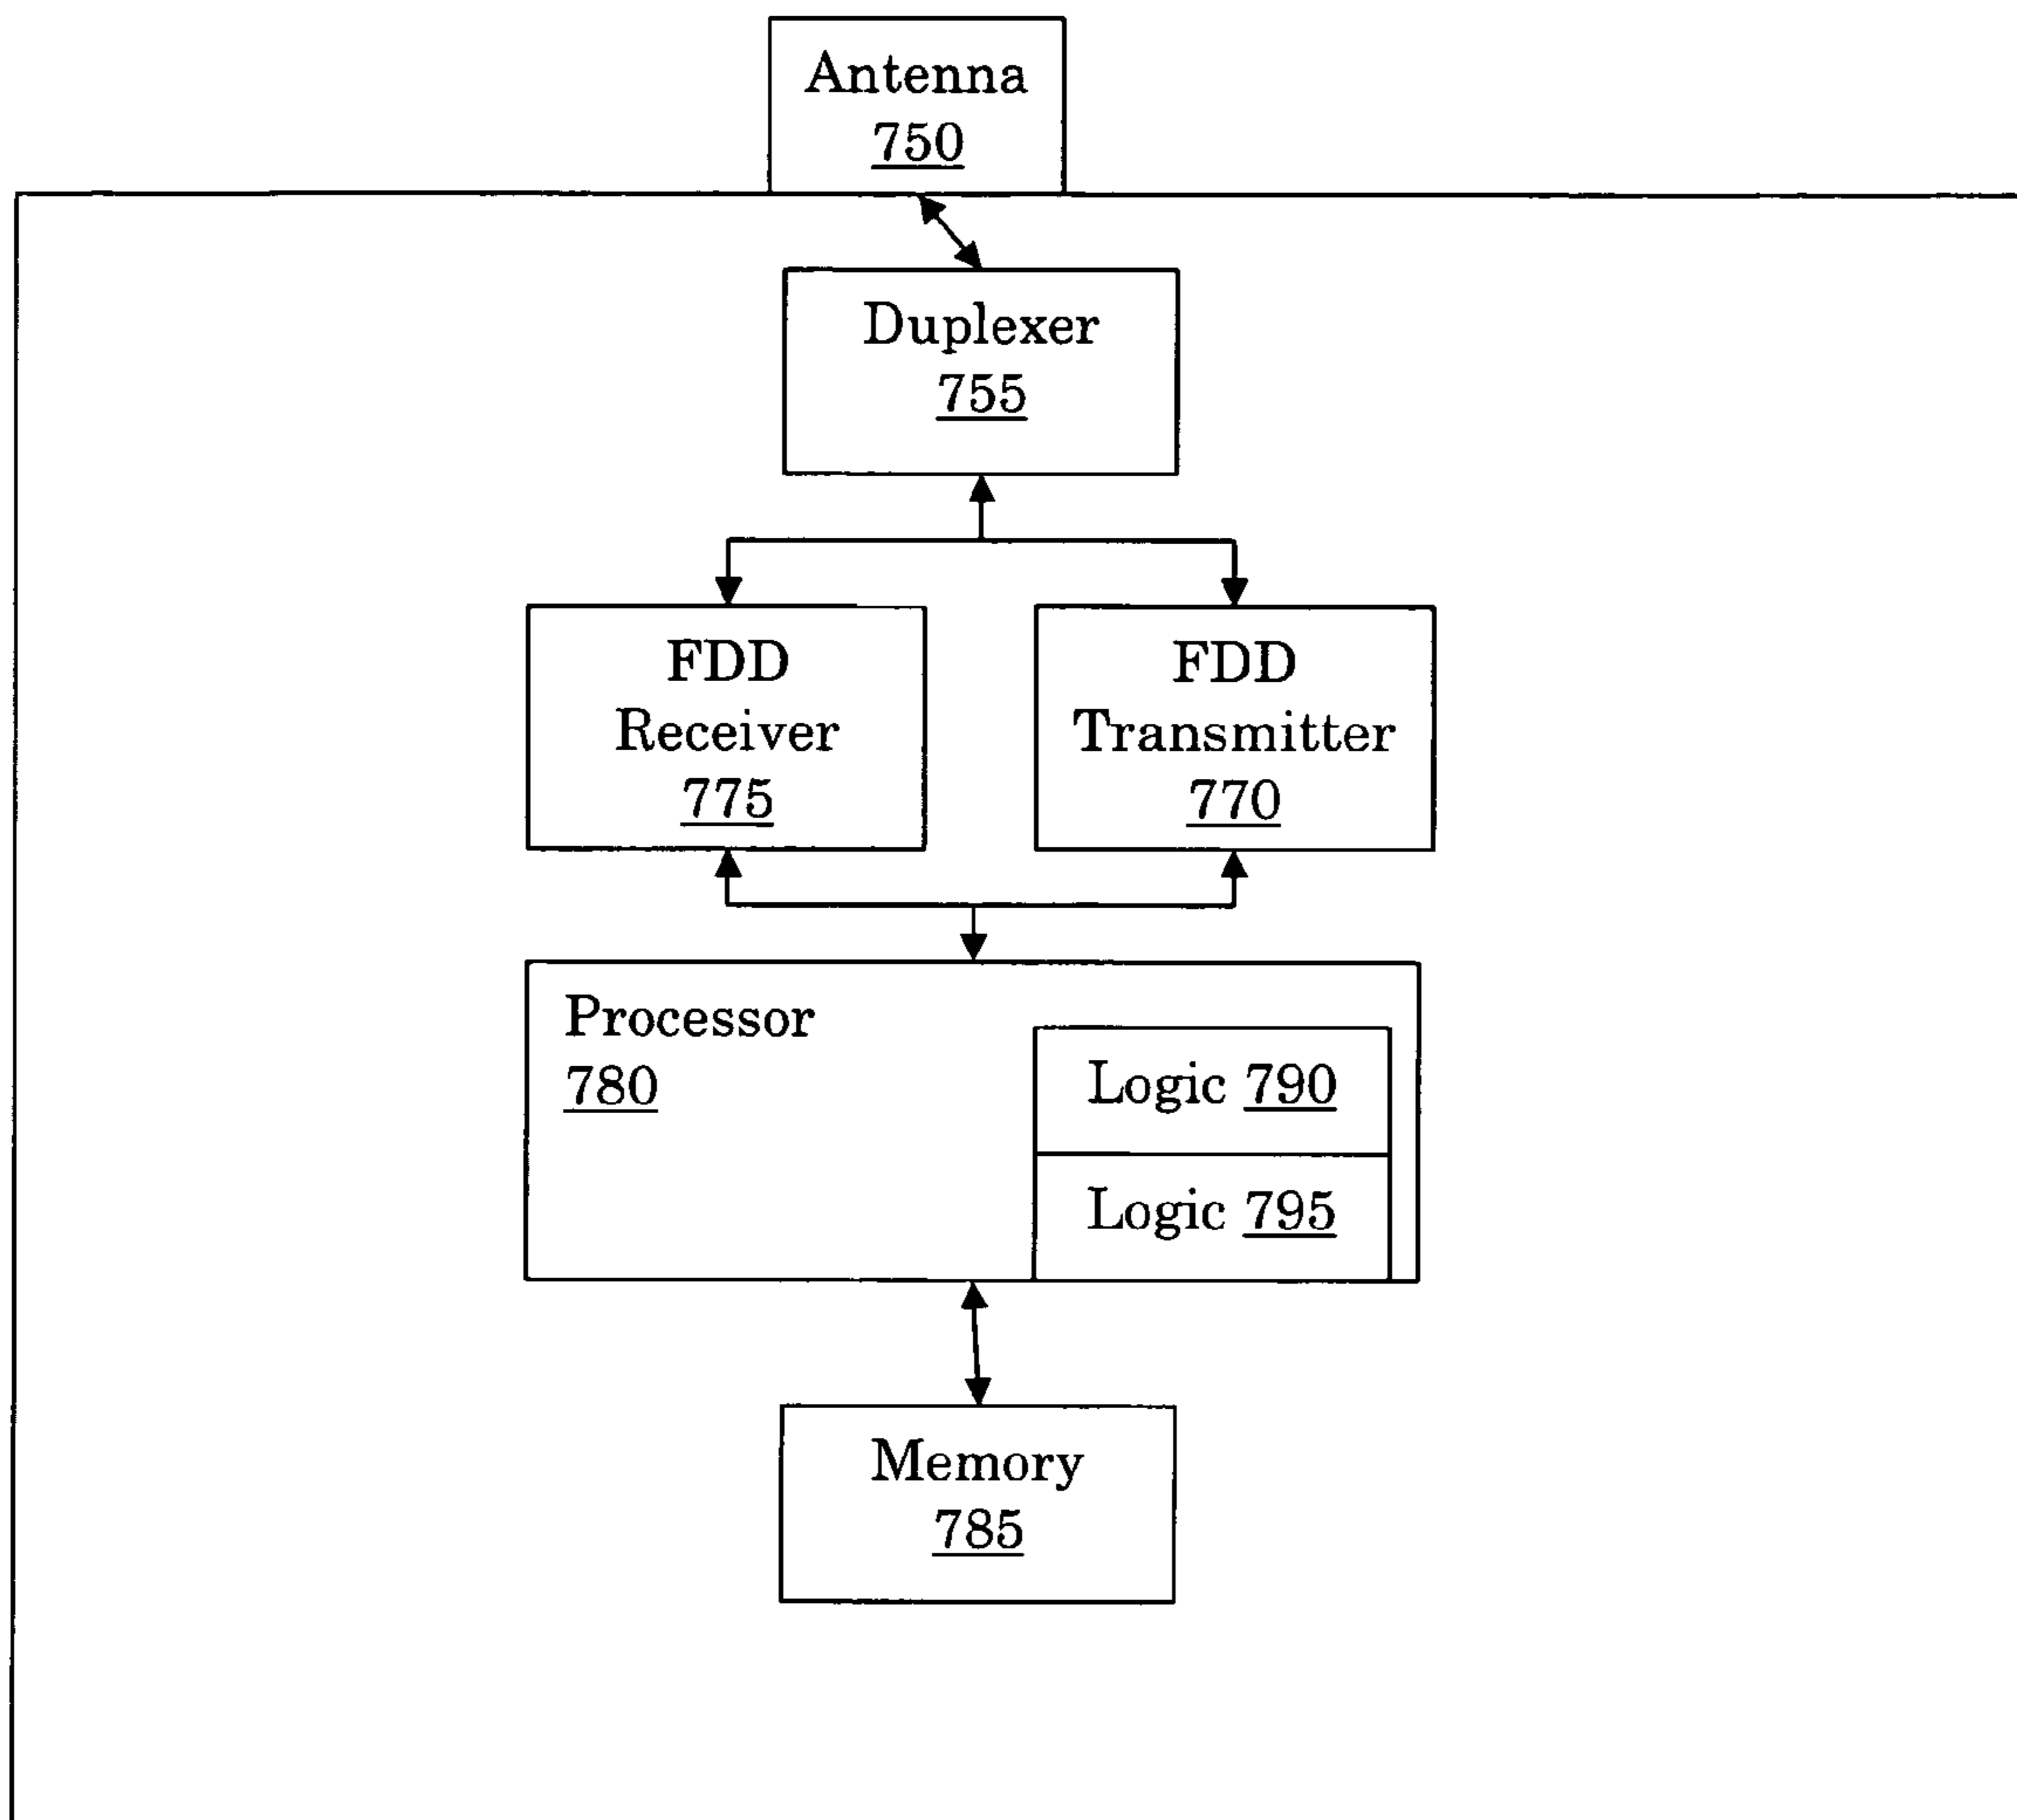 Antenna
750
Duplexer
755
FDD
Receiver
775
FDD
Transmitter
770
Processor
780
Logic 790
Logic 795
Memory
785